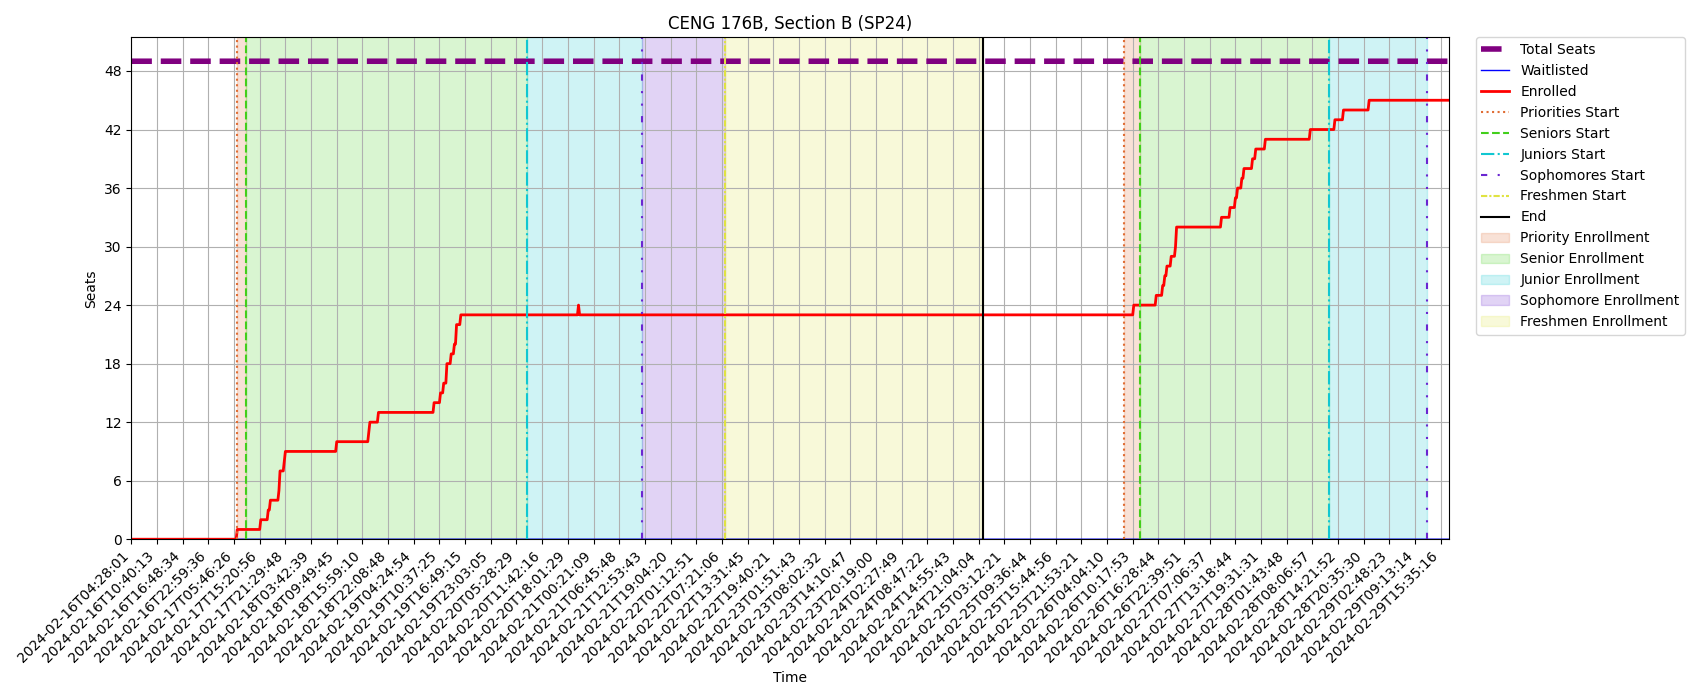 CENG 176B, Section B (SP24)
Total Seats
Waitlisted
Enrolled
Priorities Start
Seniors Start
Juniors Start
Sophomores Start
Freshmen Start
End
Priority Enrollment
Senior Enrollment
Junior Enrollment
Sophomore Enrollment
Freshmen Enrollment
Seats
48
42
36
30
24
18
12
6
0
2024-02-16T04:28:01
2024-02-16T10:40:13
2024-02-16T16:48:34
2024-02-16T22:59:36
2024-02-17T05:46:26
2024-02-17T15:20:56
2024-02-17T21:29:48
2024-02-18T03:42:39
2024-02-18T09:49:45
2024-02-18T15:59:10
2024-02-18T22:08:48
2024-02-19T04:24:54
2024-02-19T10:37:25
2024-02-19T16:49:15
2024-02-19T23:03:05
2024-02-20T05:28:29
2024-02-20T11:42:16
2024-02-20T18:01:29
2024-02-21T00:21:09
2024-02-21T06:45:48
2024-02-21T12:53:43
2024-02-21T19:04:20
2024-02-22T01:12:51
2024-02-22T07:21:06
2024-02-22T13:31:45
2024-02-22T19:40:21
2024-02-23T01:51:43
2024-02-23T08:02:32
2024-02-23T14:10:47
2024-02-23T20:19:00
2024-02-24T02:27:49
2024-02-24T08:47:22
2024-02-24T14:55:43
2024-02-24T21:04:04
2024-02-25T03:12:21
2024-02-25T09:36:44
2024-02-25T15:44:56
2024-02-25T21:53:21
2024-02-26T04:04:10
2024-02-26T10:17:53
2024-02-26T16:28:44
2024-02-26T22:39:51
2024-02-27T07:06:37
2024-02-27T13:18:44
2024-02-27T19:31:31
2024-02-28T01:43:48
2024-02-28T08:06:57
2024-02-28T14:21:52
2024-02-28T20:35:30
2024-02-29T02:48:23
2024-02-29T09:13:14
2024-02-29T15:35:16
Time